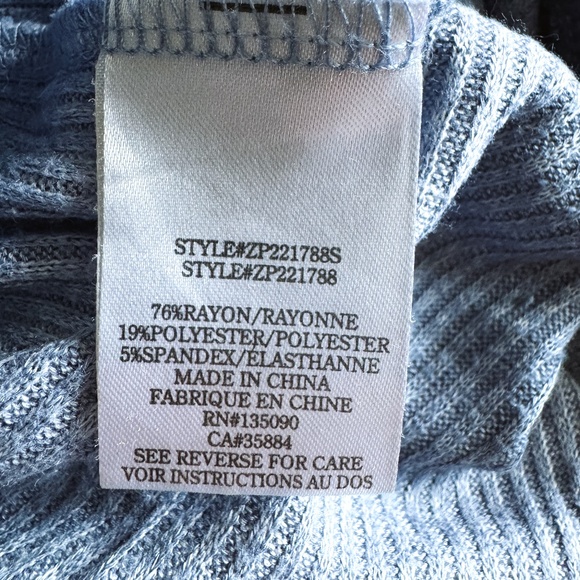 STYLE#ZP221788S
STYLE#ZP221788
76%RAYON/RAYONNE
19%POLYESTER/POLYESTER
5%SPANDEX/ÉLASTHANNE
MADE IN CHINA
FABRIQUE EN CHINE
RN#135090
CA#35884
SEE REVERSE FOR CARE
VOIR INSTRUCTIONS AU DOS